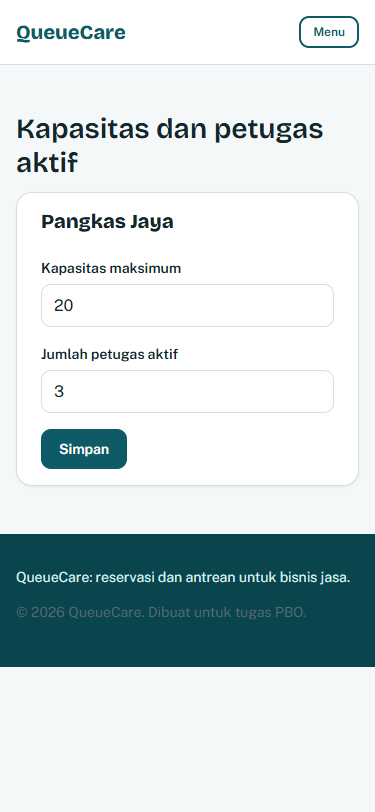 QueueCare
Menu
Kapasitas dan petugas
aktif
Pangkas Jaya
Kapasitas maksimum
20
Jumlah petugas aktif
3
Simpan
QueueCare: reservasi dan antrean untuk bisnis jasa.
© 2026 QueueCare. Dibuat untuk tugas PBO.